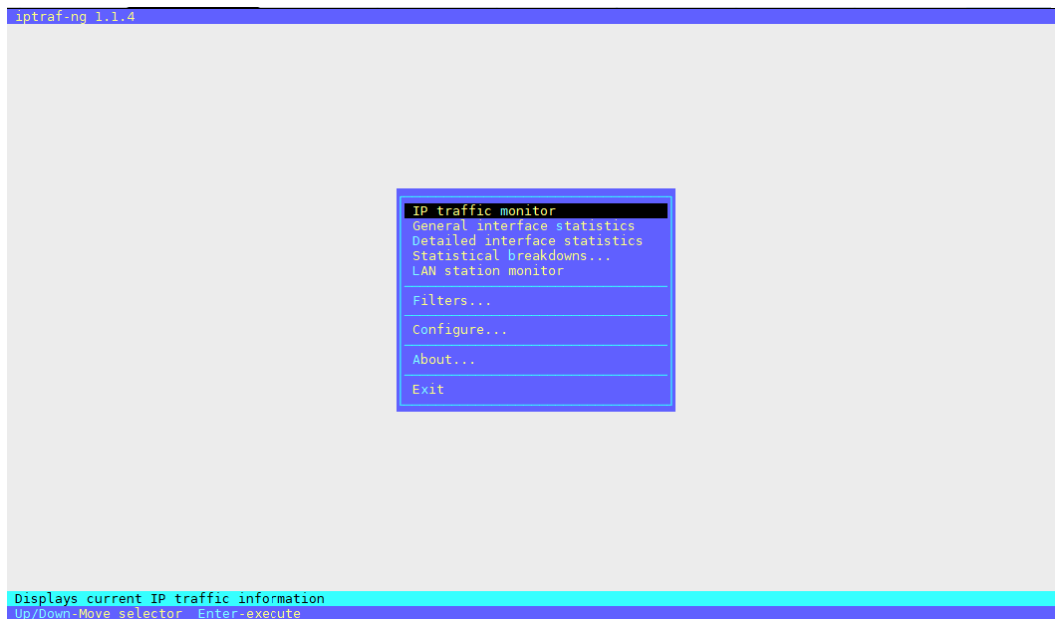 iptraf-ng 1.1.4
IP traffic monitor
General interface statistics
Detailed interface statistics
Statistical breakdowns...
LAN station monitor
Filters...
Configure...
About...
Exit
Displays current IP traffic information
Up/Down-Move selector  Enter-execute